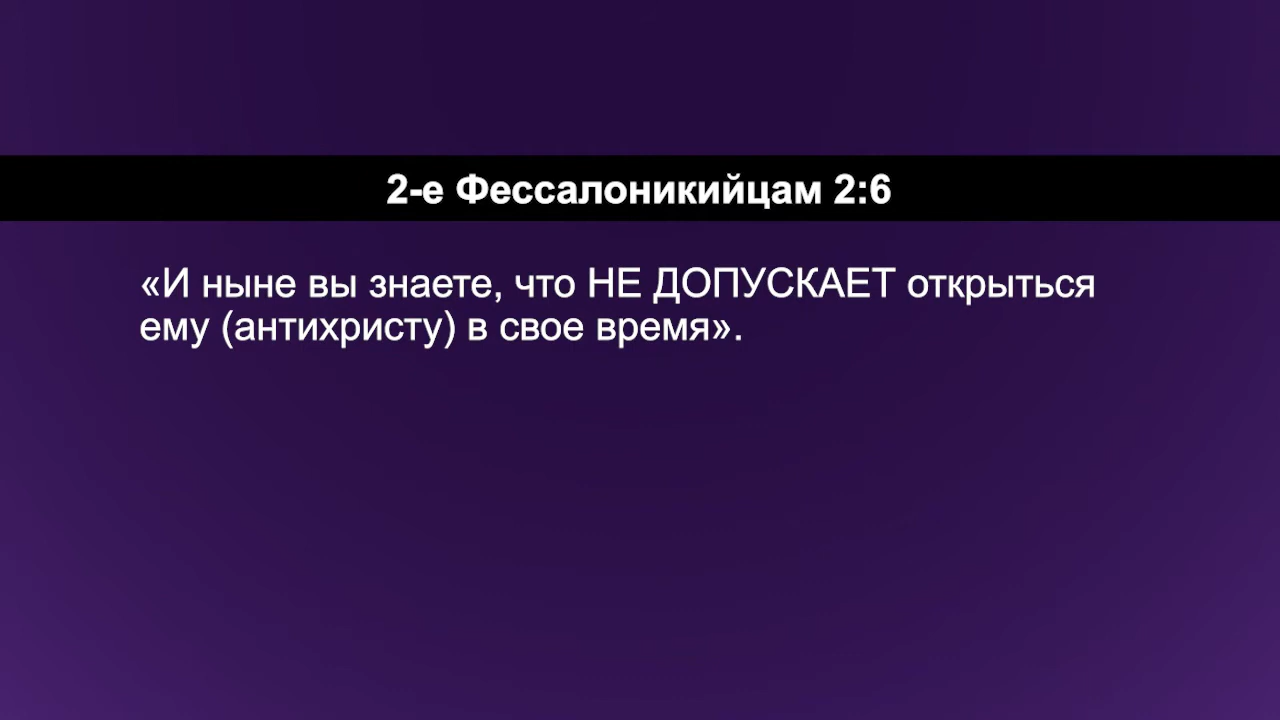 2-е Фессалоникийцам 2:6
«И ныне вы знаете, что НЕ ДОПУСКАЕТ открыться
ему (антихристу) в свое время».